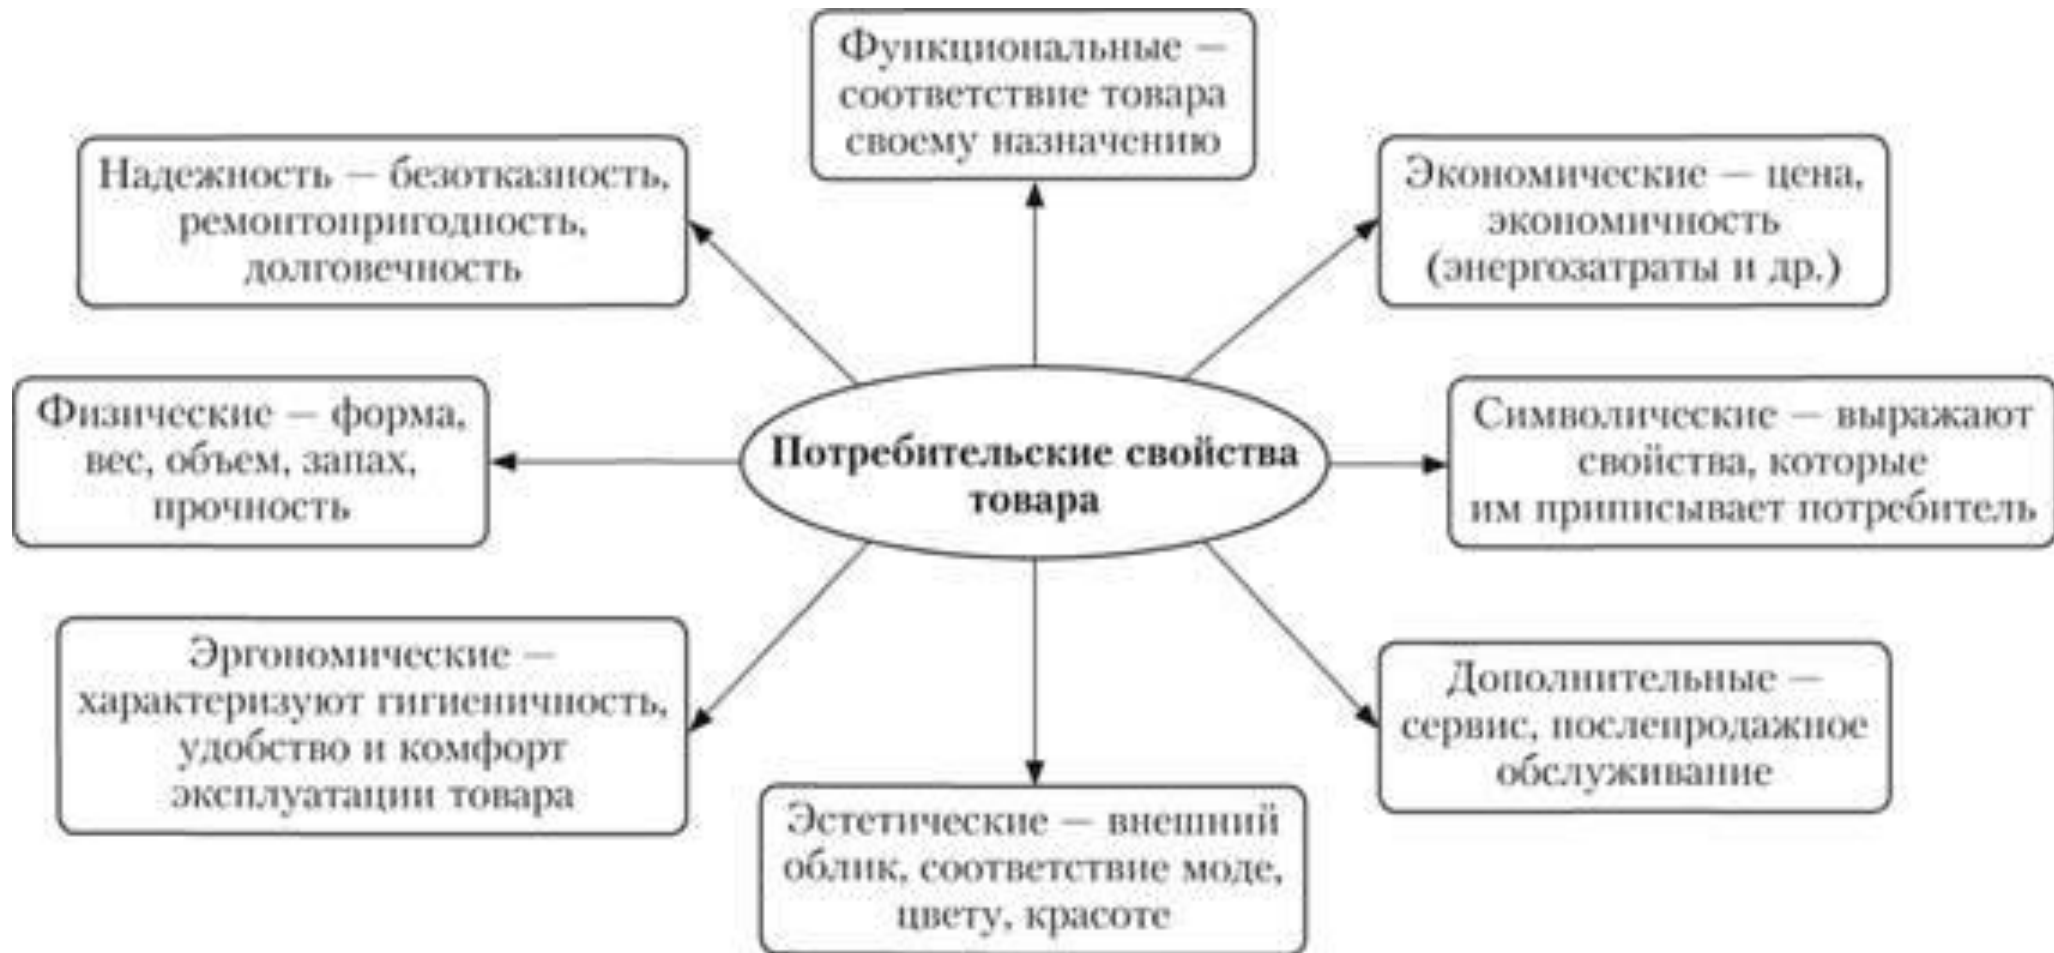 Функциональные —
соответствие товара
своему назначению
Надежность — безотказность,
ремонтопригодность,
долговечность
Экономические — цена,
экономичность
(энергозатраты и др.)
Физические — форма,
вес, объем, запах,
прочность
Потребительские свойства
товара
Символические — выражают
свойства, которые
им приписывает потребитель
Эргономические —
характеризуют гигиеничность,
удобство и комфорт
эксплуатации товара
Дополнительные —
сервис, послепродажное
обслуживание
Эстетические — внешний
облик, соответствие моде,
цвету, красоте